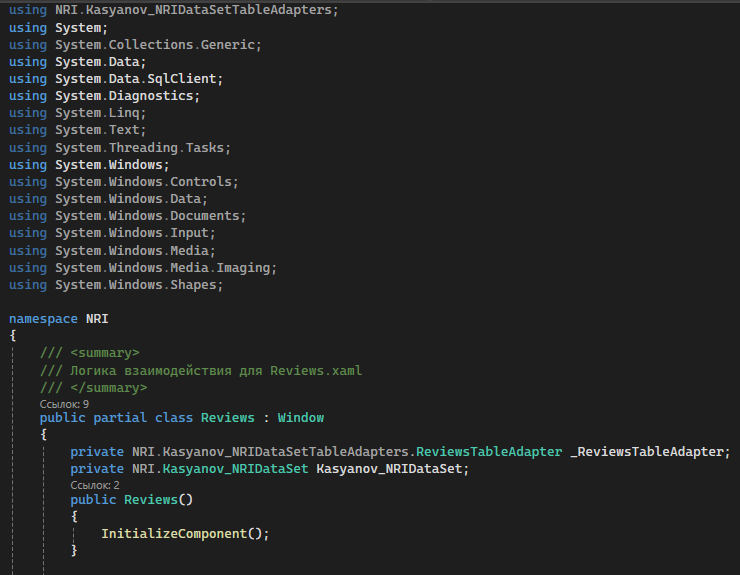 using NRI.Kasyanov_NRIDataSetTableAdapters;
using System;
using System.Collections.Generic;
using System.Data;
using System.Data.SqlClient;
using System.Diagnostics;
using System.Linq;
using System.Text;
using System.Threading.Tasks;
using System.Windows;
using System.Windows.Controls;
using System.Windows.Data;
using System.Windows.Documents;
using System.Windows.Input;
using System.Windows.Media;
using System.Windows.Media.Imaging;
using System.Windows.Shapes;
namespace NRI
{
/// <summary>
/// Логика взаимодействия для Reviews.xaml
/// </summary>
Ссылок: 9
public partial class Reviews : Window
{
private NRI.Kasyanov_NRIDataSetTableAdapters.ReviewsTableAdapter _ReviewsTableAdapter;
private NRI.Kasyanov_NRIDataSet Kasyanov_NRIDataSet;
Ссылок: 2
public Reviews()
{
InitializeComponent();
}